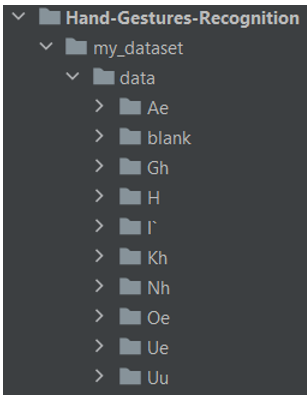 Hand-Gestures-Recognition
my_dataset
data
Ae
blank
Gh
H
I`
Kh
Nh
Oe
Ue
Uu